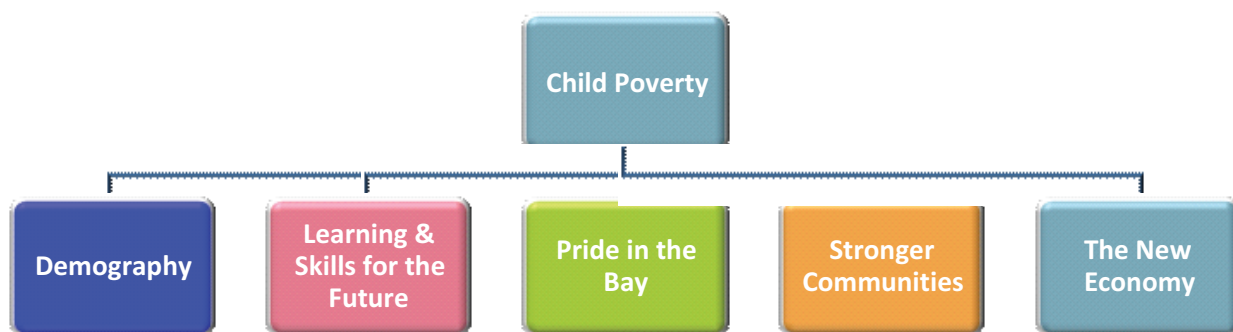 Child Poverty
Demography
Learning &
Skills for the
Future
Pride in the
Bay
Stronger
Communities
The New
Economy